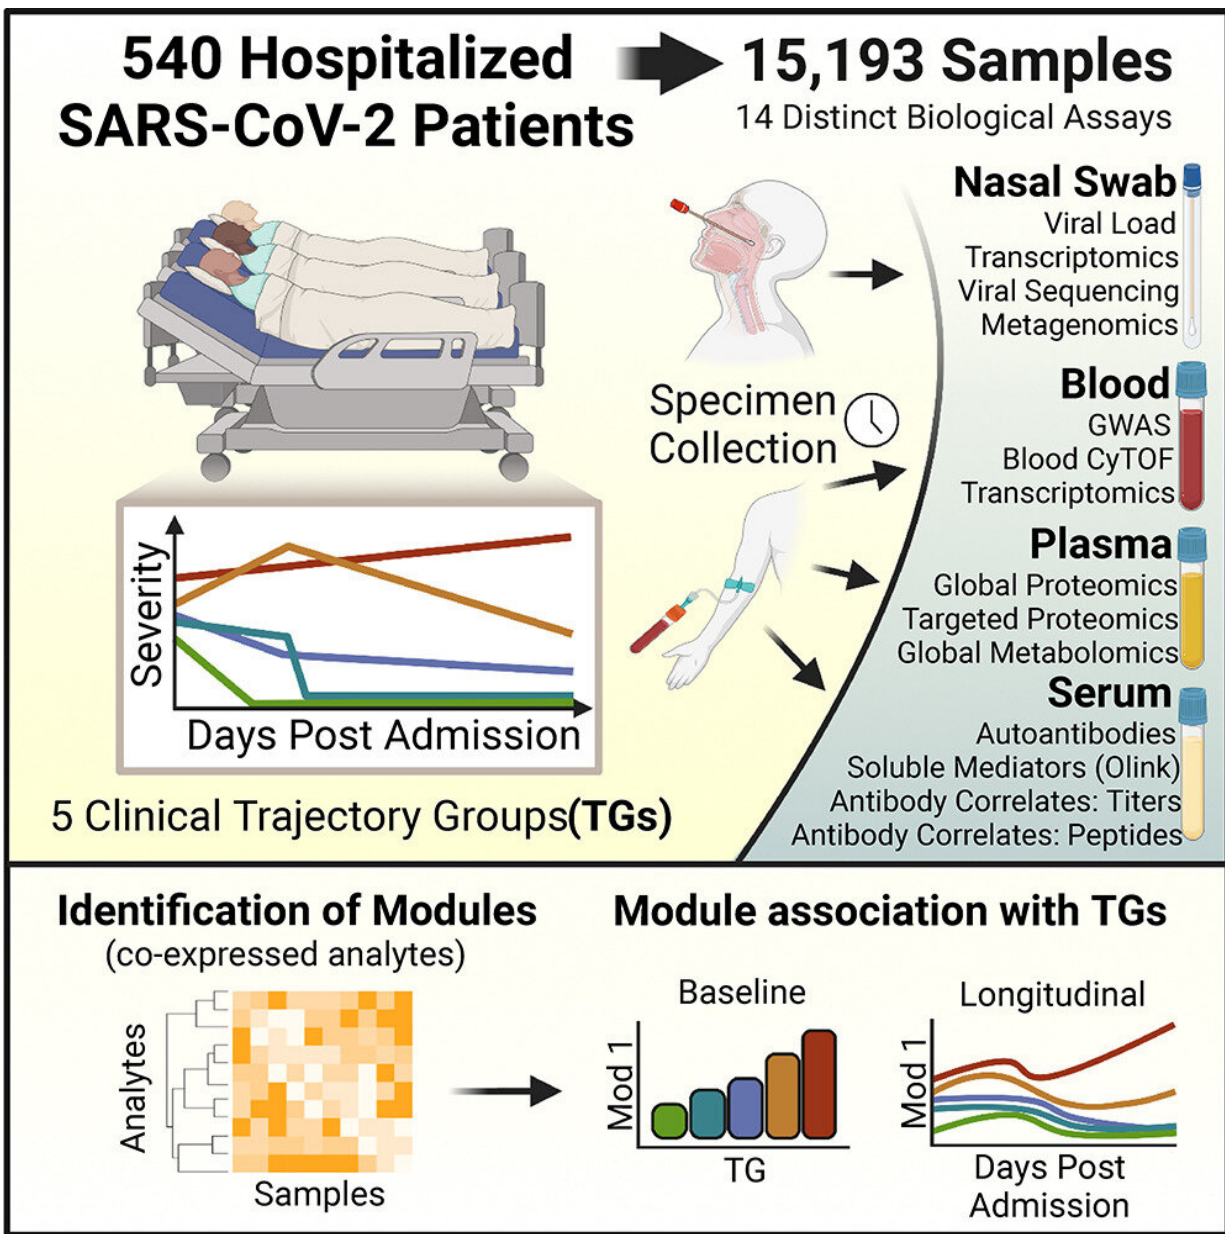 540 Hospitalized
SARS-CoV-2 Patients
15,193 Samples
14 Distinct Biological Assays
Nasal Swab
Viral Load
Transcriptomics
Viral Sequencing
Metagenomics
Specimen
Collection
Blood
GWAS
Blood CyTOF
Transcriptomics
Plasma
Global Proteomics
Targeted Proteomics
Global Metabolomics
Serum
Autoantibodies
Soluble Mediators (Olink)
Antibody Correlates: Titers
Antibody Correlates: Peptides
Severity
Days Post Admission
5 Clinical Trajectory Groups(TGs)
Identification of Modules
(co-expressed analytes)
Analytes
Samples
Module association with TGs
Baseline
Mod 1
TG
Longitudinal
Mod 1
Days Post
Admission